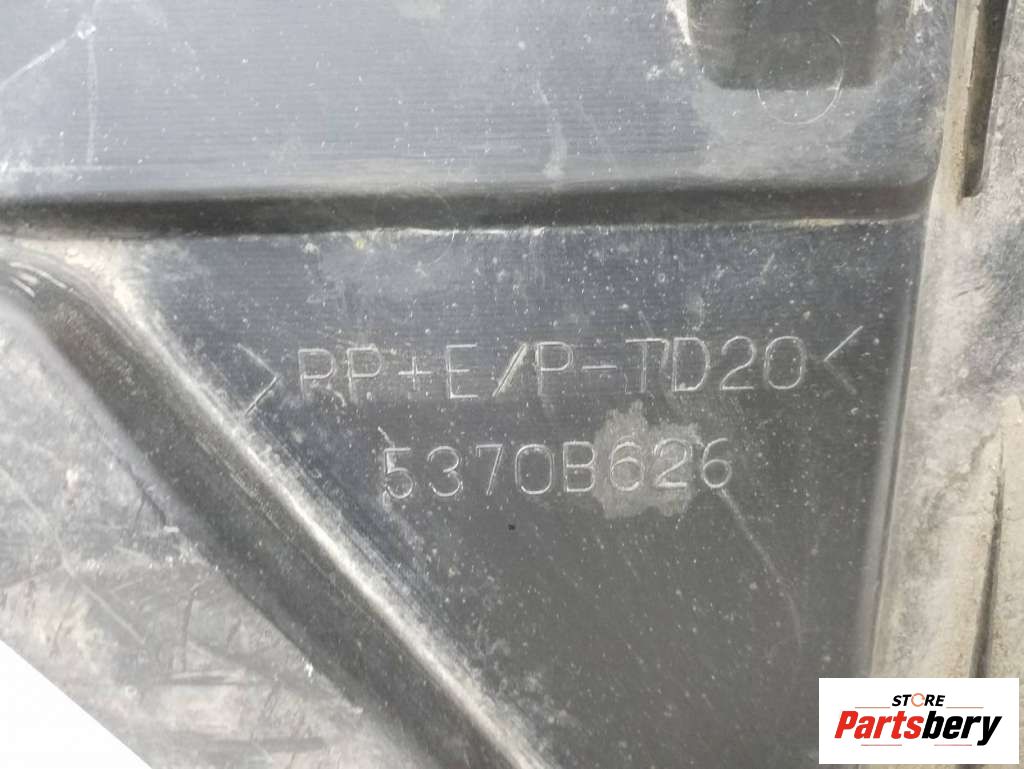 >PP+E/P-TD20<
5370B626
STORE
Partsbery